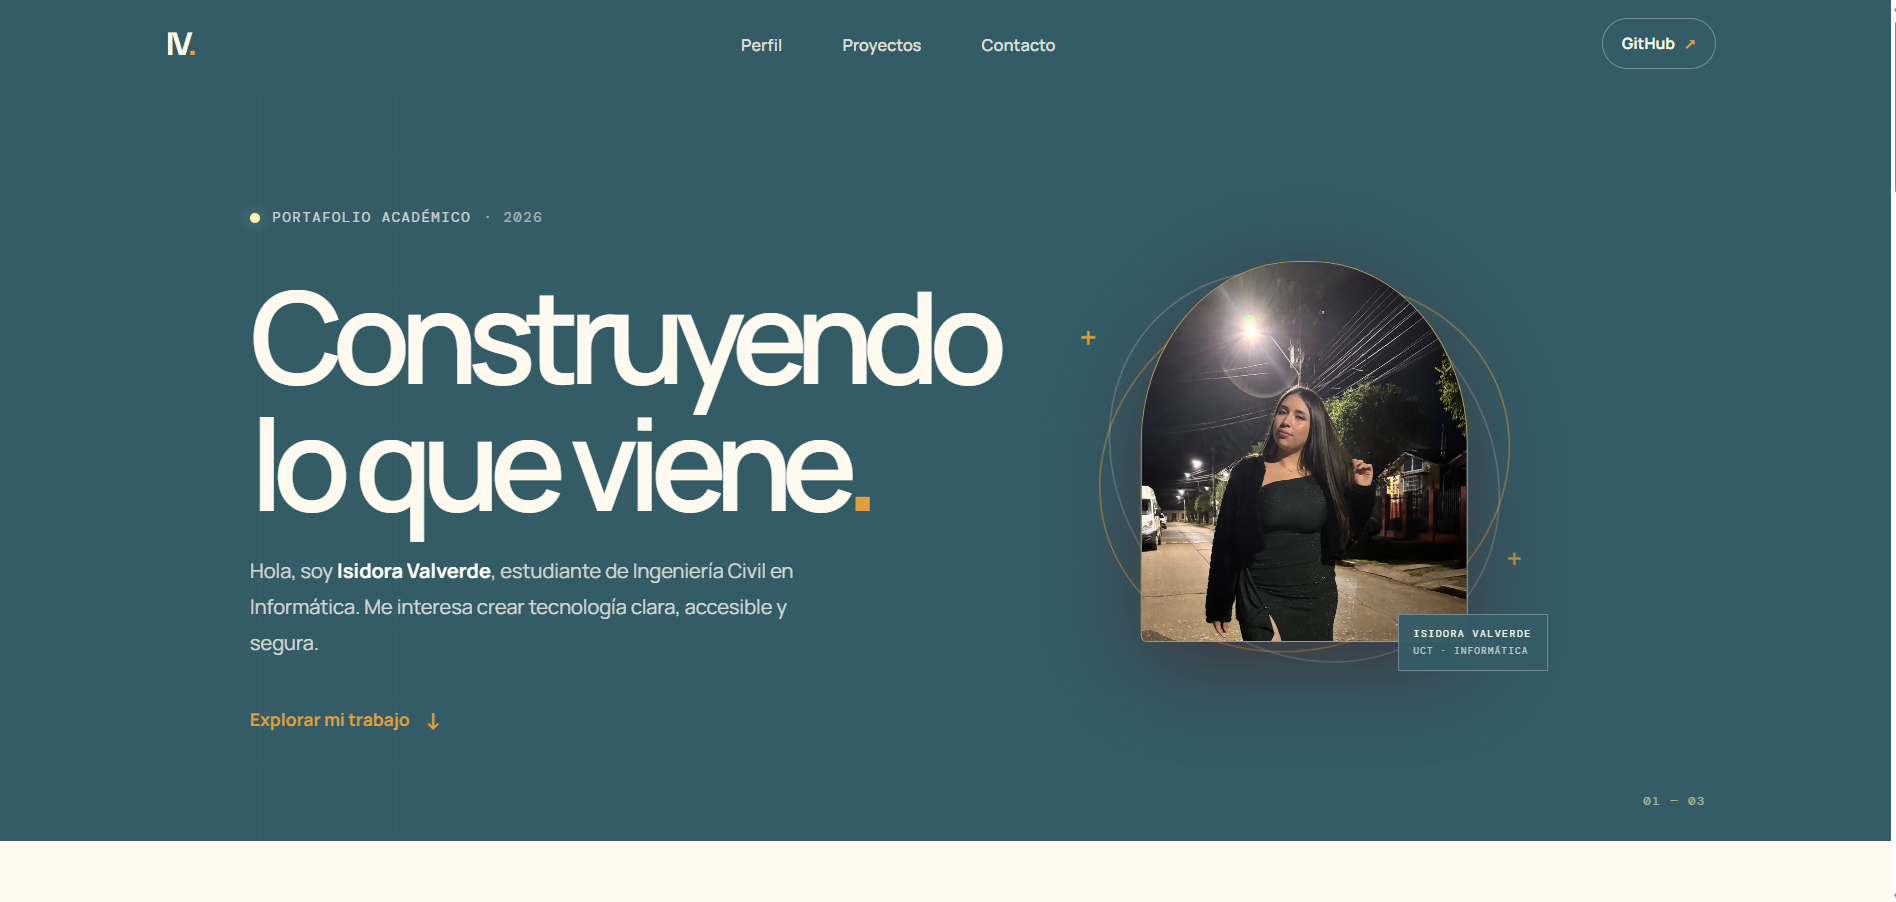 IV.
Perfil
Proyectos
Contacto
GitHub ↗
PORTAFOLIO ACADÉMICO · 2026
Construyendo
lo que viene.
Hola, soy Isidora Valverde, estudiante de Ingeniería Civil en
Informática. Me interesa crear tecnología clara, accesible y
segura.
Explorar mi trabajo ↓
ISIDORA VALVERDE
UCT · INFORMÁTICA
01 — 03